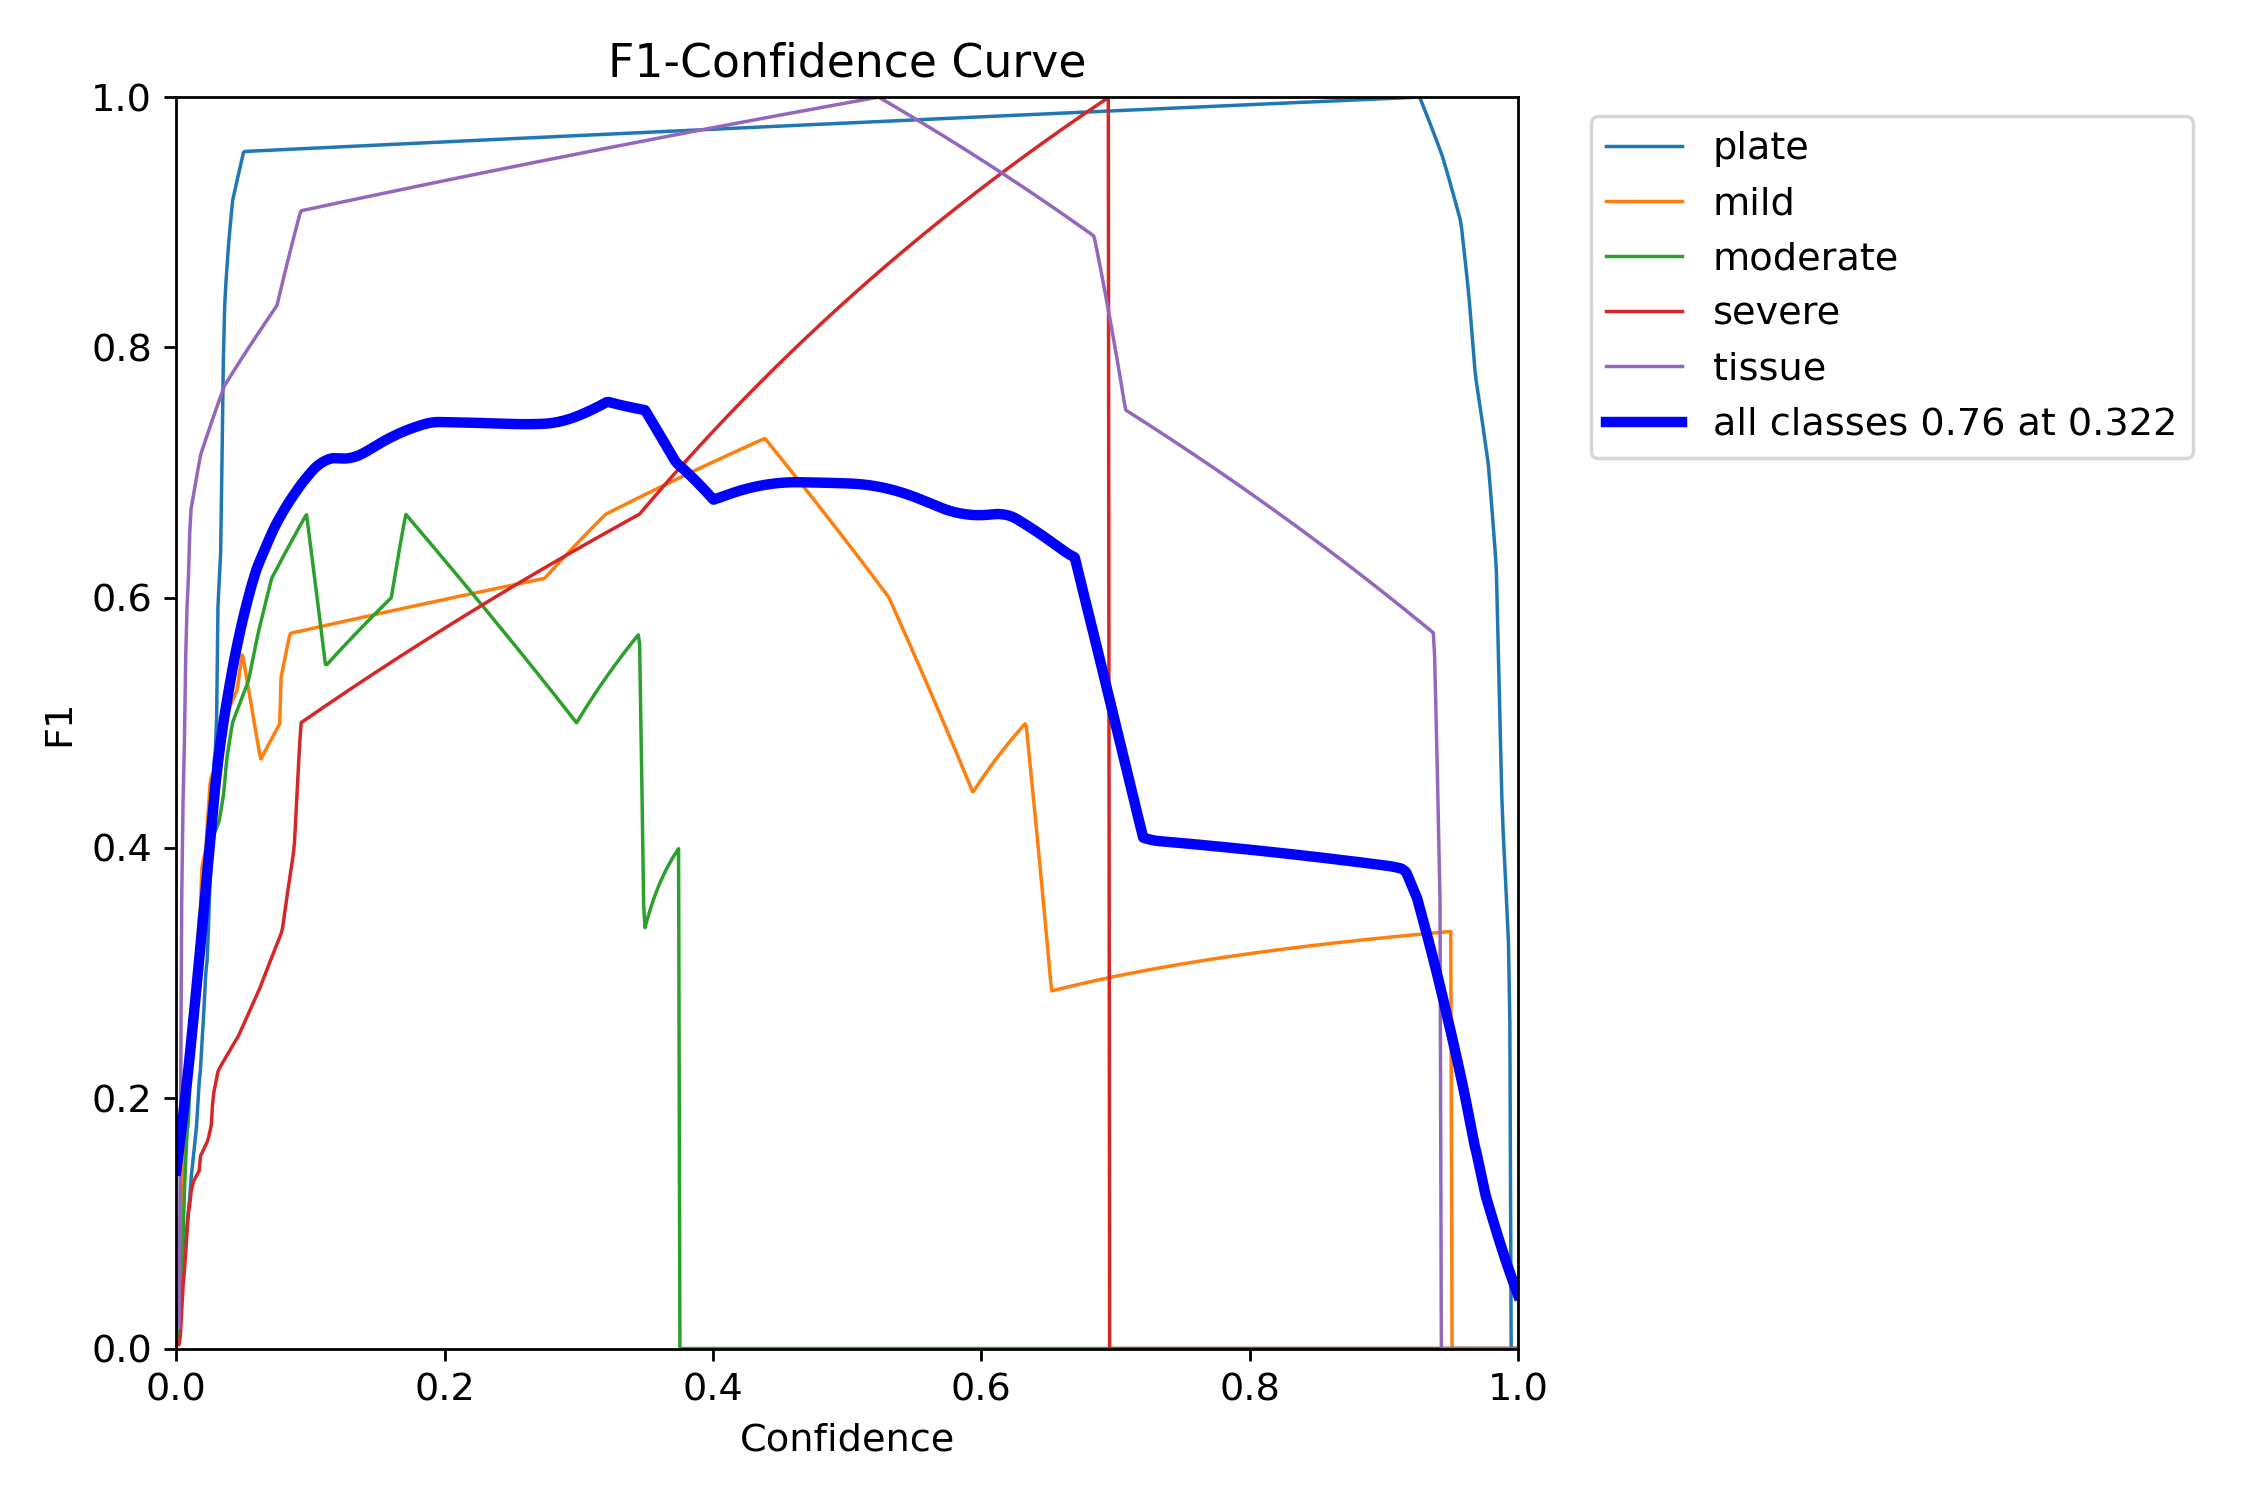 F1-Confidence Curve
1.0
0.8
0.6
0.4
0.2
0.0
F1
0.0 0.2 0.4 0.6 0.8 1.0
Confidence
plate
mild
moderate
severe
tissue
all classes 0.76 at 0.322